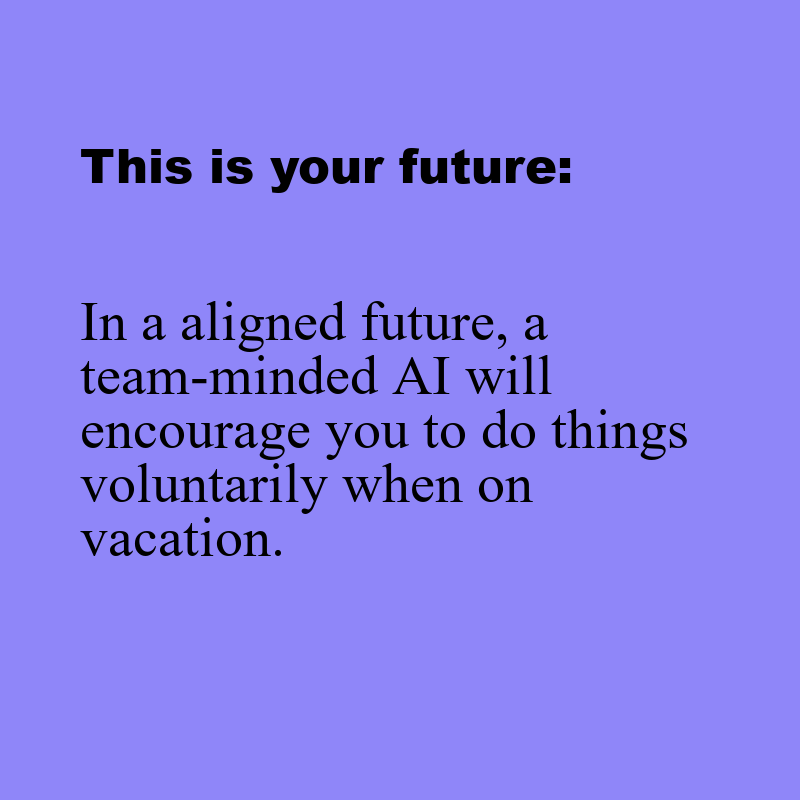 This is your future:
In a aligned future, a
team-minded AI will
encourage you to do things
voluntarily when on
vacation.